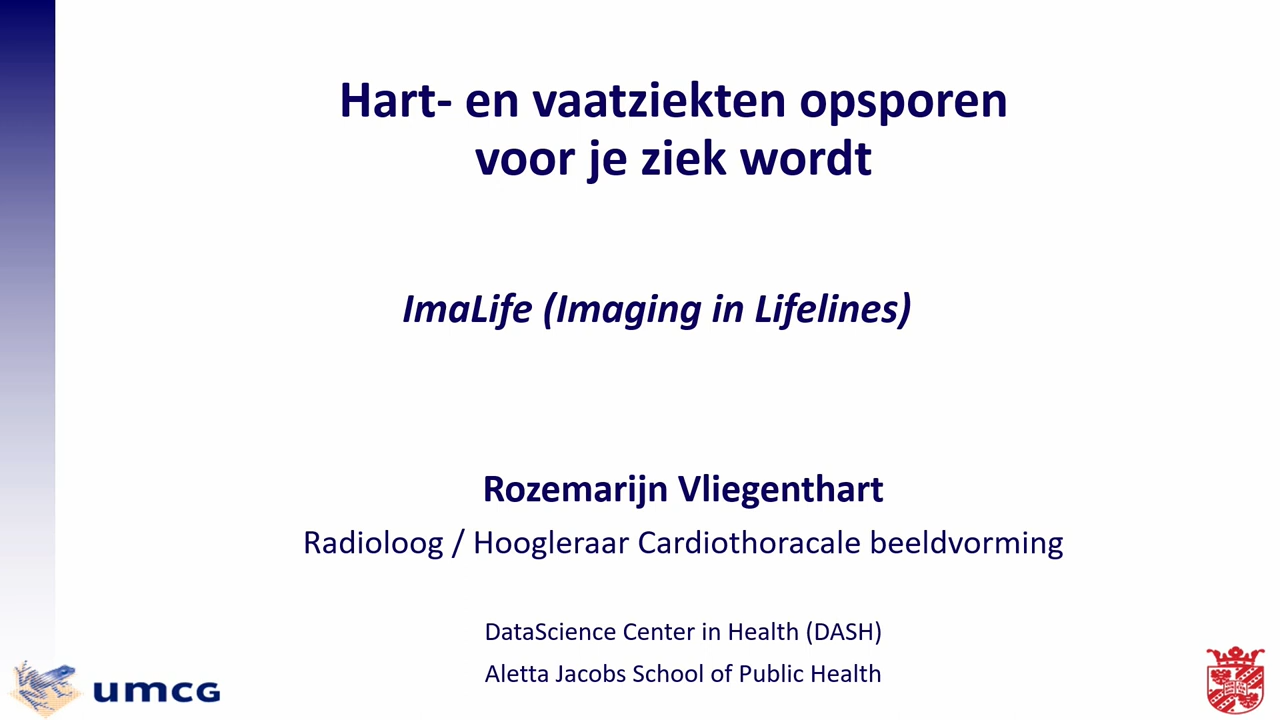 Hart- en vaatziekten opsporen
voor je ziek wordt
ImaLife (Imaging in Lifelines)
Rozemarijn Vliegenthart
Radioloog / Hoogleraar Cardiothoracale beeldvorming
DataScience Center in Health (DASH)
Aletta Jacobs School of Public Health
umcg